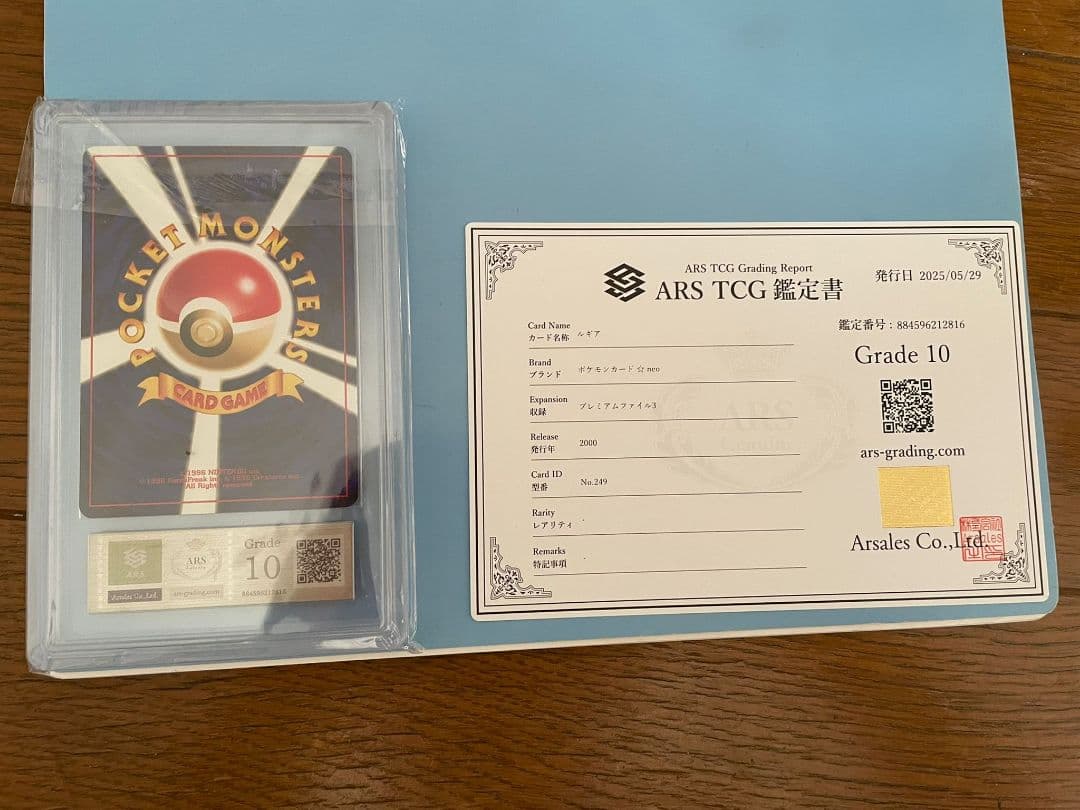 POCKET MONSTERS
CARD GAME
All Rights reserved
ARS
ARS
Grade
10
Arsales Co.,Ltd.
ars-grading.com
884596212816
ARS TCG Grading Report
ARS TCG 鑑定書
発行日 2025/05/29
鑑定番号:884596212816
Grade 10
ars-grading.com
Arsales Co.,Ltd.
Card Name
カード名称 ルギア
Brand
ブランド ポケモンカード☆neo
Expansion
収録 プレミアムファイル3
Release
発行年 2000
Card ID
型番 No.249
Rarity
レアリティ -
Remarks
特記事項